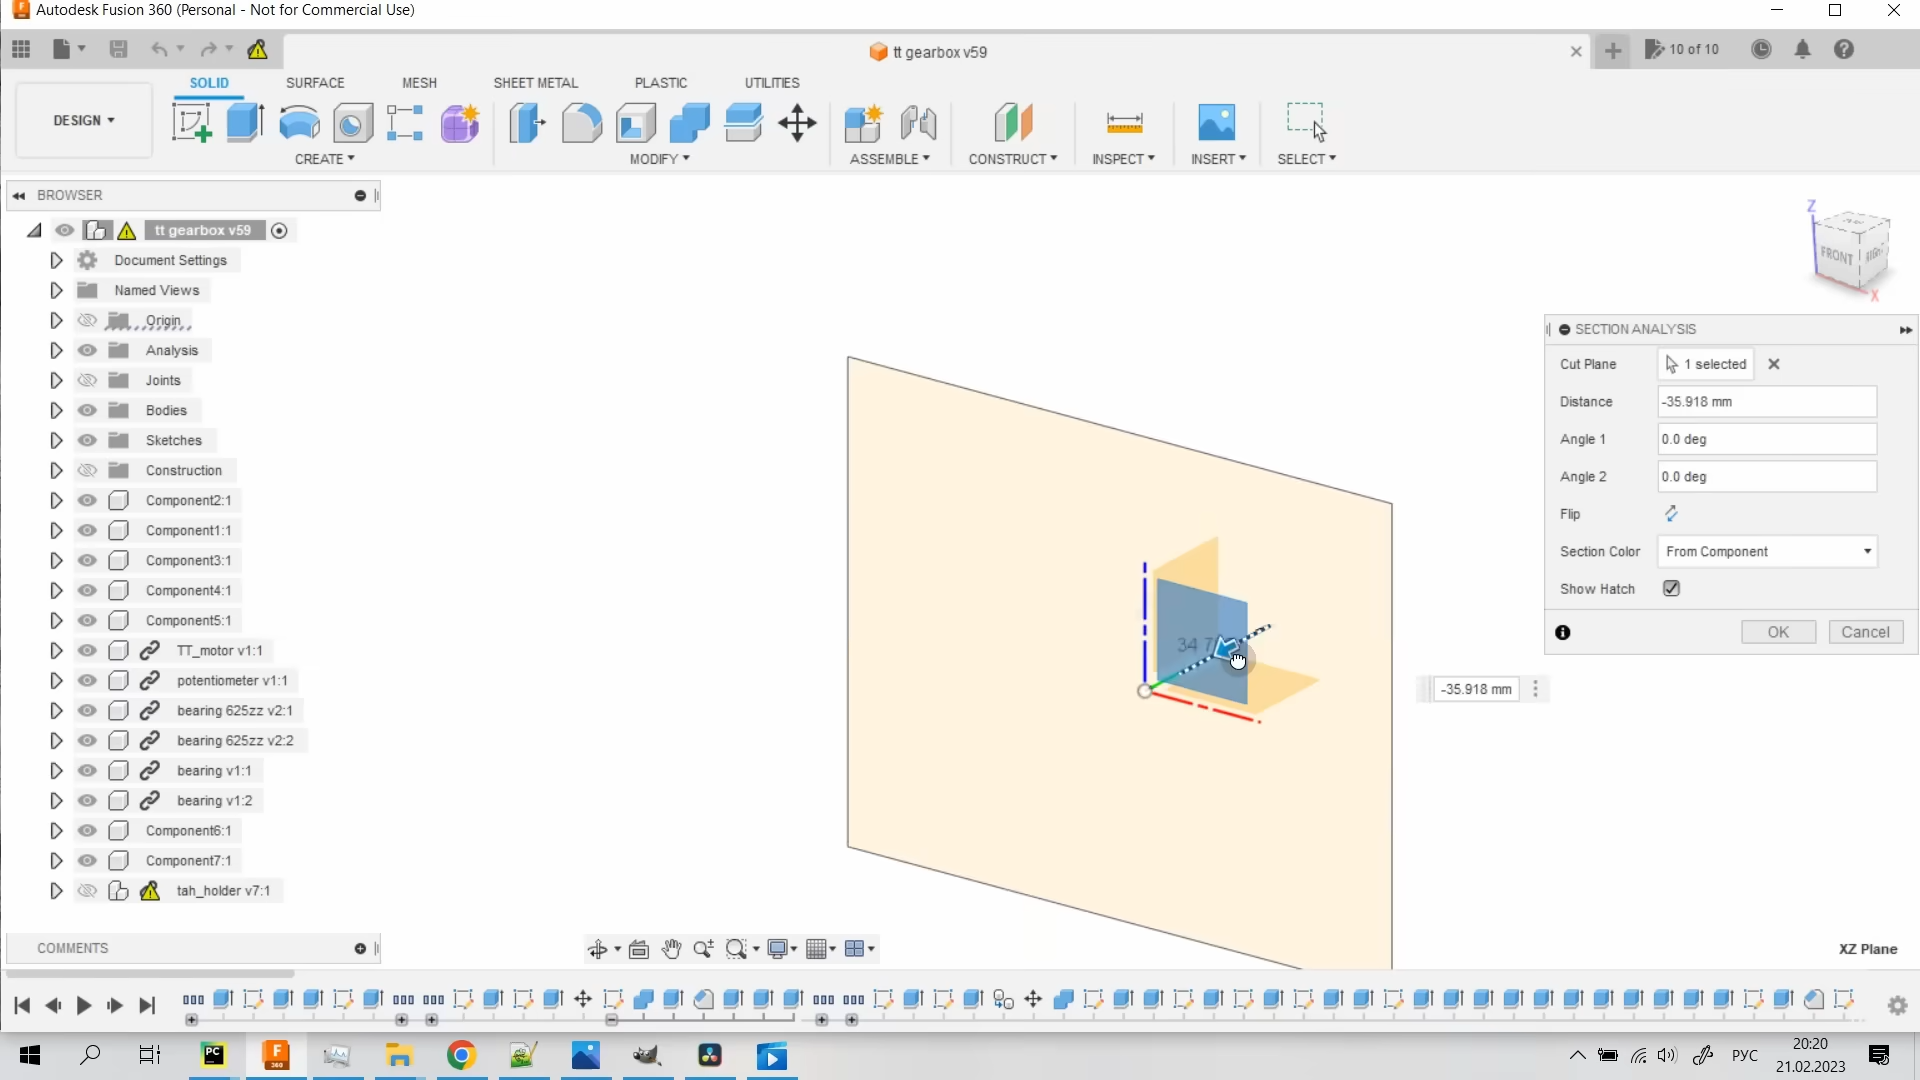 Autodesk Fusion 360 (Personal - Not for Commercial Use)
tt gearbox v59
10 of 10
DESIGN
SOLID
SURFACE
MESH
SHEET METAL
PLASTIC
UTILITIES
CREATE
MODIFY
ASSEMBLE
CONSTRUCT
INSPECT
INSERT
SELECT
BROWSER
tt gearbox v59
Document Settings
Named Views
Origin
Analysis
Joints
Bodies
Sketches
Construction
Component2:1
Component1:1
Component3:1
Component4:1
Component5:1
TT_motor v1:1
potentiometer v1:1
bearing 625zz v2:1
bearing 625zz v2:2
bearing v1:1
bearing v1:2
Component6:1
Component7:1
tah_holder v7:1
COMMENTS
Z
FRONT
RIGHT
X
SECTION ANALYSIS
Cut Plane
1 selected
Distance
-35.918 mm
Angle 1
0.0 deg
Angle 2
0.0 deg
Flip
Section Color
From Component
Show Hatch
OK
Cancel
-35.918 mm
XZ Plane
PC
F
360
РУС
20:20
21.02.2023